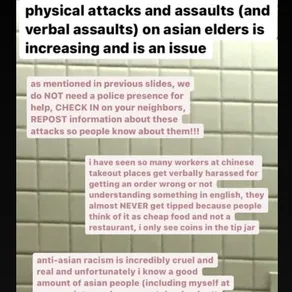 physical attacks and assaults (and
verbal assaults) on asian elders is
increasing and is an issue
as mentioned in previous slides, we
do NOT need a police presence for
help, CHECK IN on your neighbors,
REPOST information about these
attacks so people know about them!!!
i have seen so many workers at chinese
takeout places get verbally harassed for
getting an order wrong or not
understanding something in english, they
almost NEVER get tipped because people
think of it as cheap food and not a
restaurant, i only see coins in the tip jar
anti-asian racism is incredibly cruel and
real and unfortunately i know a good
amount of asian people (including myself at